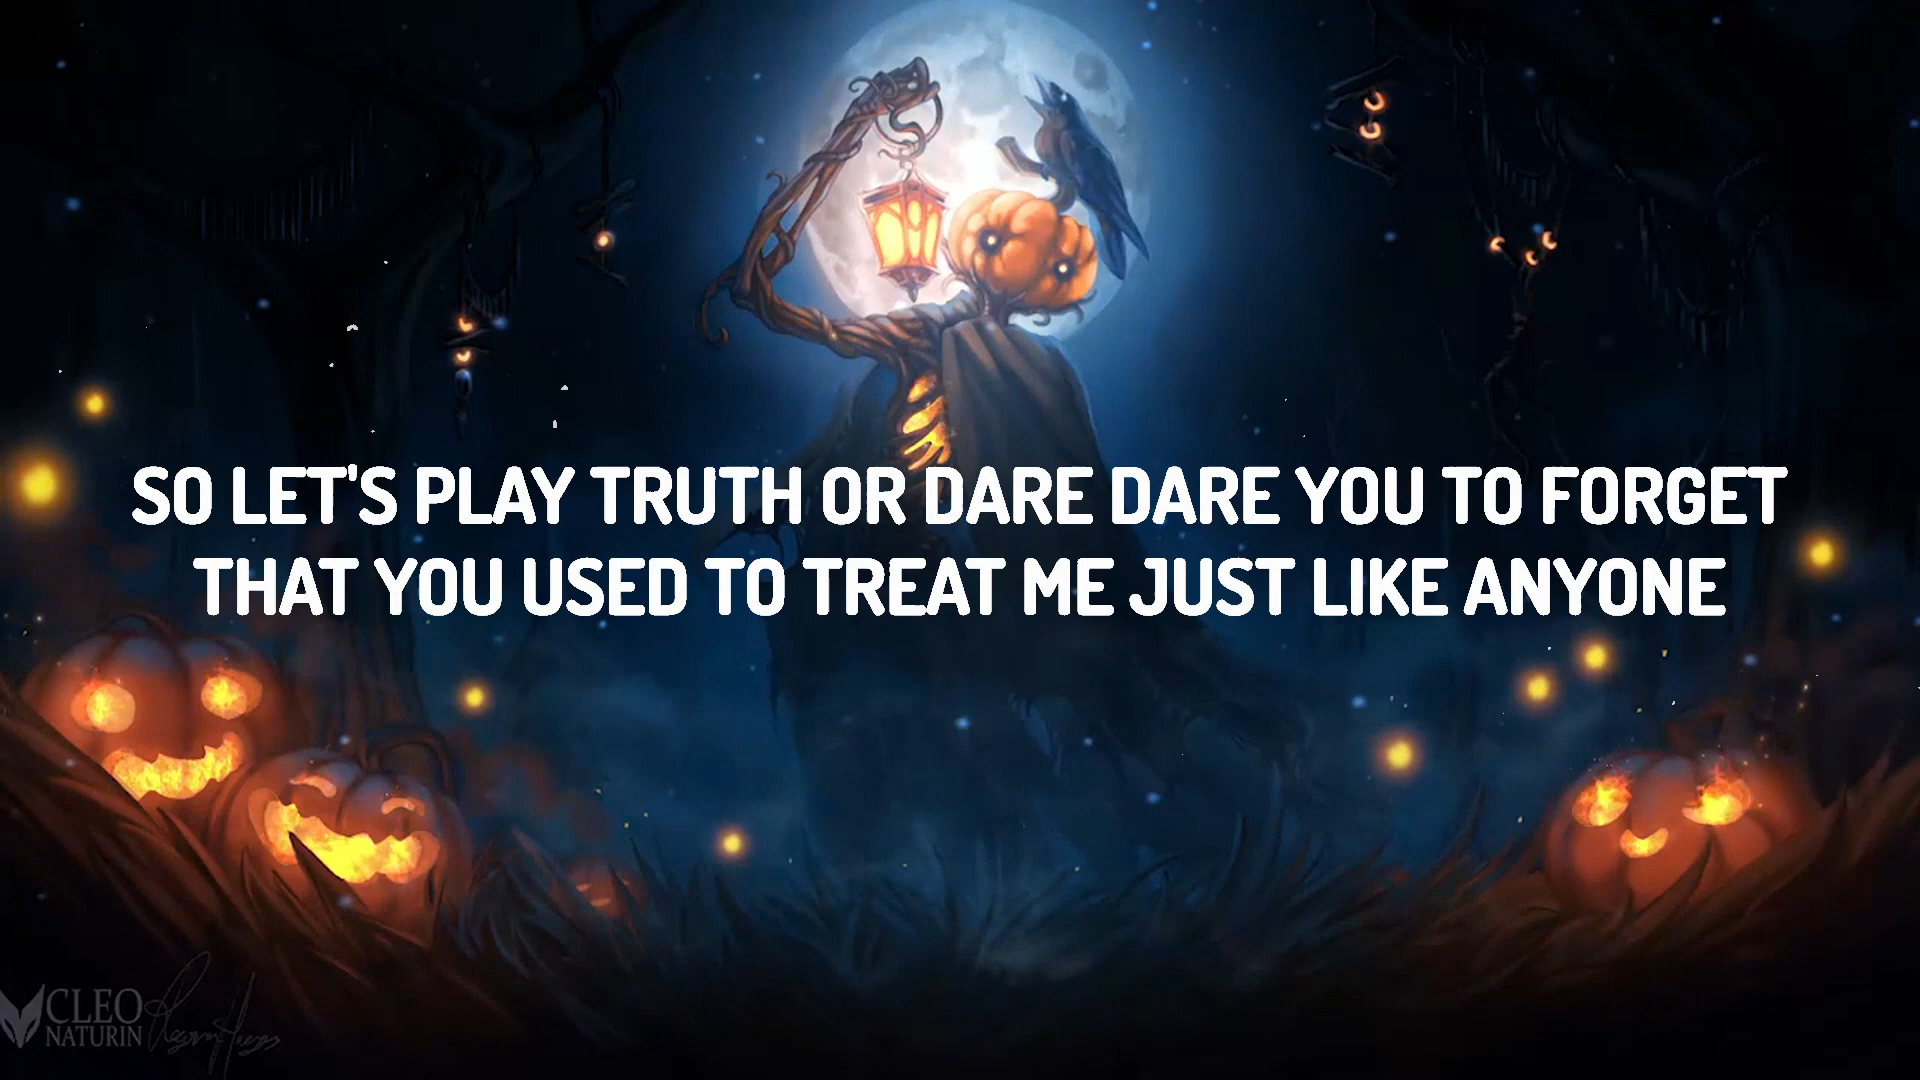 SO LET'S PLAY TRUTH OR DARE DARE YOU TO FORGET
THAT YOU USED TO TREAT ME JUST LIKE ANYONE
CLEO
NATURIN